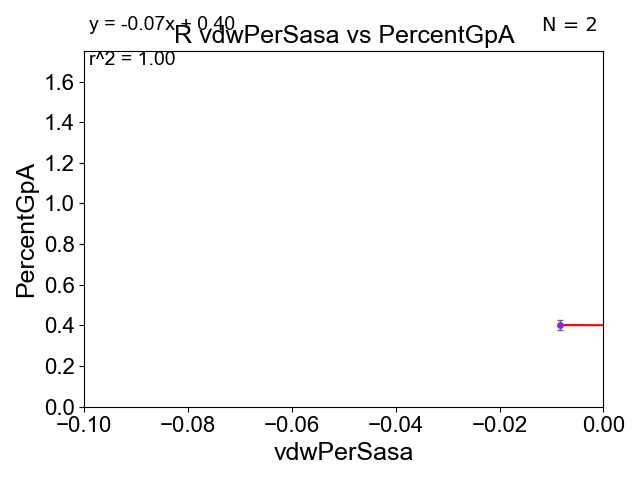 y = -0.07x + 0.40
N = 2
R vdwPerSasa vs PercentGpA
r^2 = 1.00
PercentGpA
1.6
1.4
1.2
1.0
0.8
0.6
0.4
0.2
0.0
−0.10 −0.08 −0.06 −0.04 −0.02 0.00
vdwPerSasa